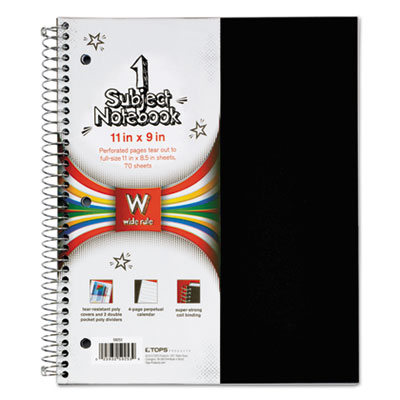 1
Subject
Notebook
11 in x 9 in
Perforated pages tear out to
full-size 11 in x 8.5 in sheets,
70 sheets
W
wide rule
tear-resistant poly
covers and 2 double
pocket poly dividers
4-page perpetual
calendar
super-strong
coil binding
TOPS PRODUCTS